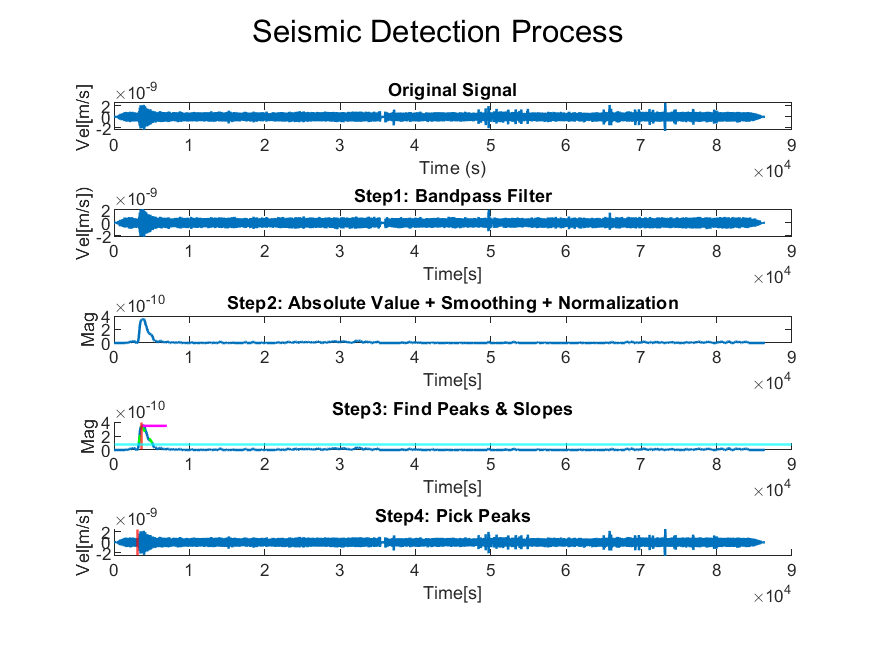 Seismic Detection Process
Original Signal
×10-9
Vel[m/s]
2
0
-2
0 1 2 3 4 5 6 7 8 9
Time (s)
×104
Step1: Bandpass Filter
×10-9
Vel[m/s])
2
0
-2
0 1 2 3 4 5 6 7 8 9
Time[s]
×104
Step2: Absolute Value + Smoothing + Normalization
×10-10
Mag
4
2
0
0 1 2 3 4 5 6 7 8 9
Time[s]
×104
Step3: Find Peaks & Slopes
×10-10
Mag
4
2
0
0 1 2 3 4 5 6 7 8 9
Time[s]
×104
Step4: Pick Peaks
×10-9
Vel[m/s]
2
0
-2
0 1 2 3 4 5 6 7 8 9
Time[s]
×104